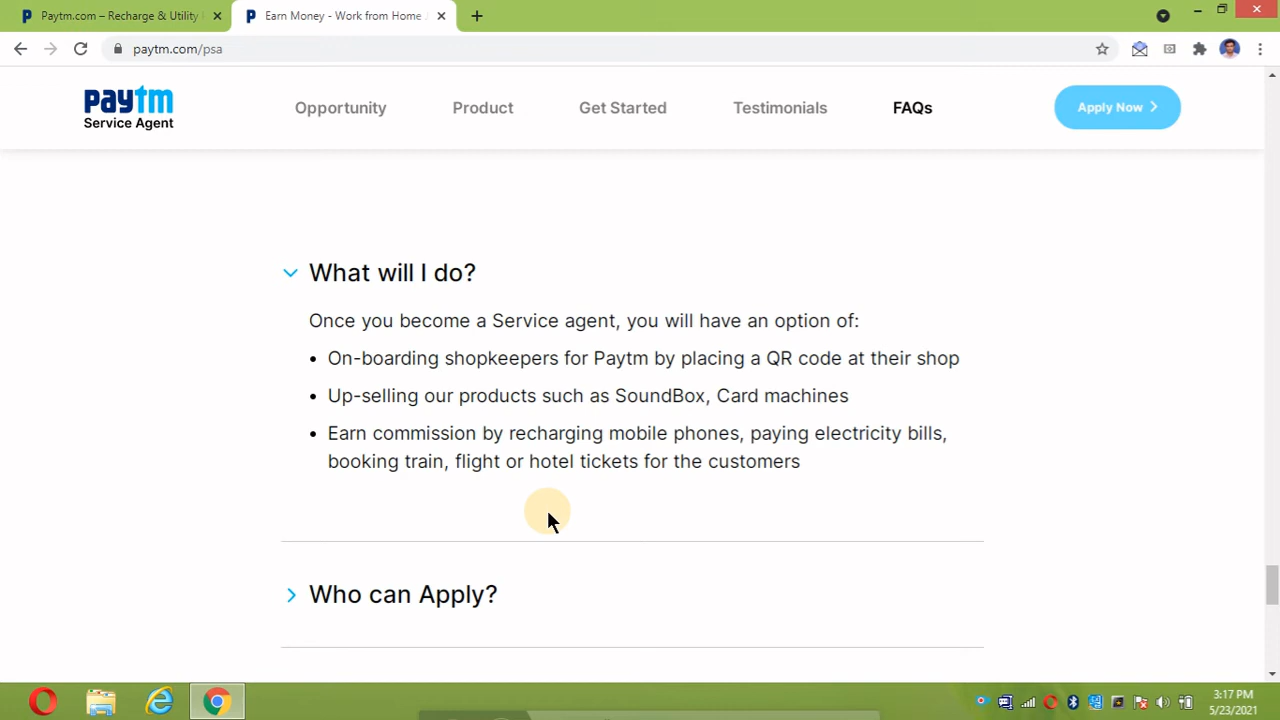 Paytm.com – Recharge & Utility
Earn Money - Work from Home
paytm.com/psa
paytm
Service Agent
Opportunity
Product
Get Started
Testimonials
FAQs
Apply Now
What will I do?
Once you become a Service agent, you will have an option of:
• On-boarding shopkeepers for Paytm by placing a QR code at their shop
• Up-selling our products such as SoundBox, Card machines
• Earn commission by recharging mobile phones, paying electricity bills,
booking train, flight or hotel tickets for the customers
Who can Apply?
3:17 PM
5/23/2021